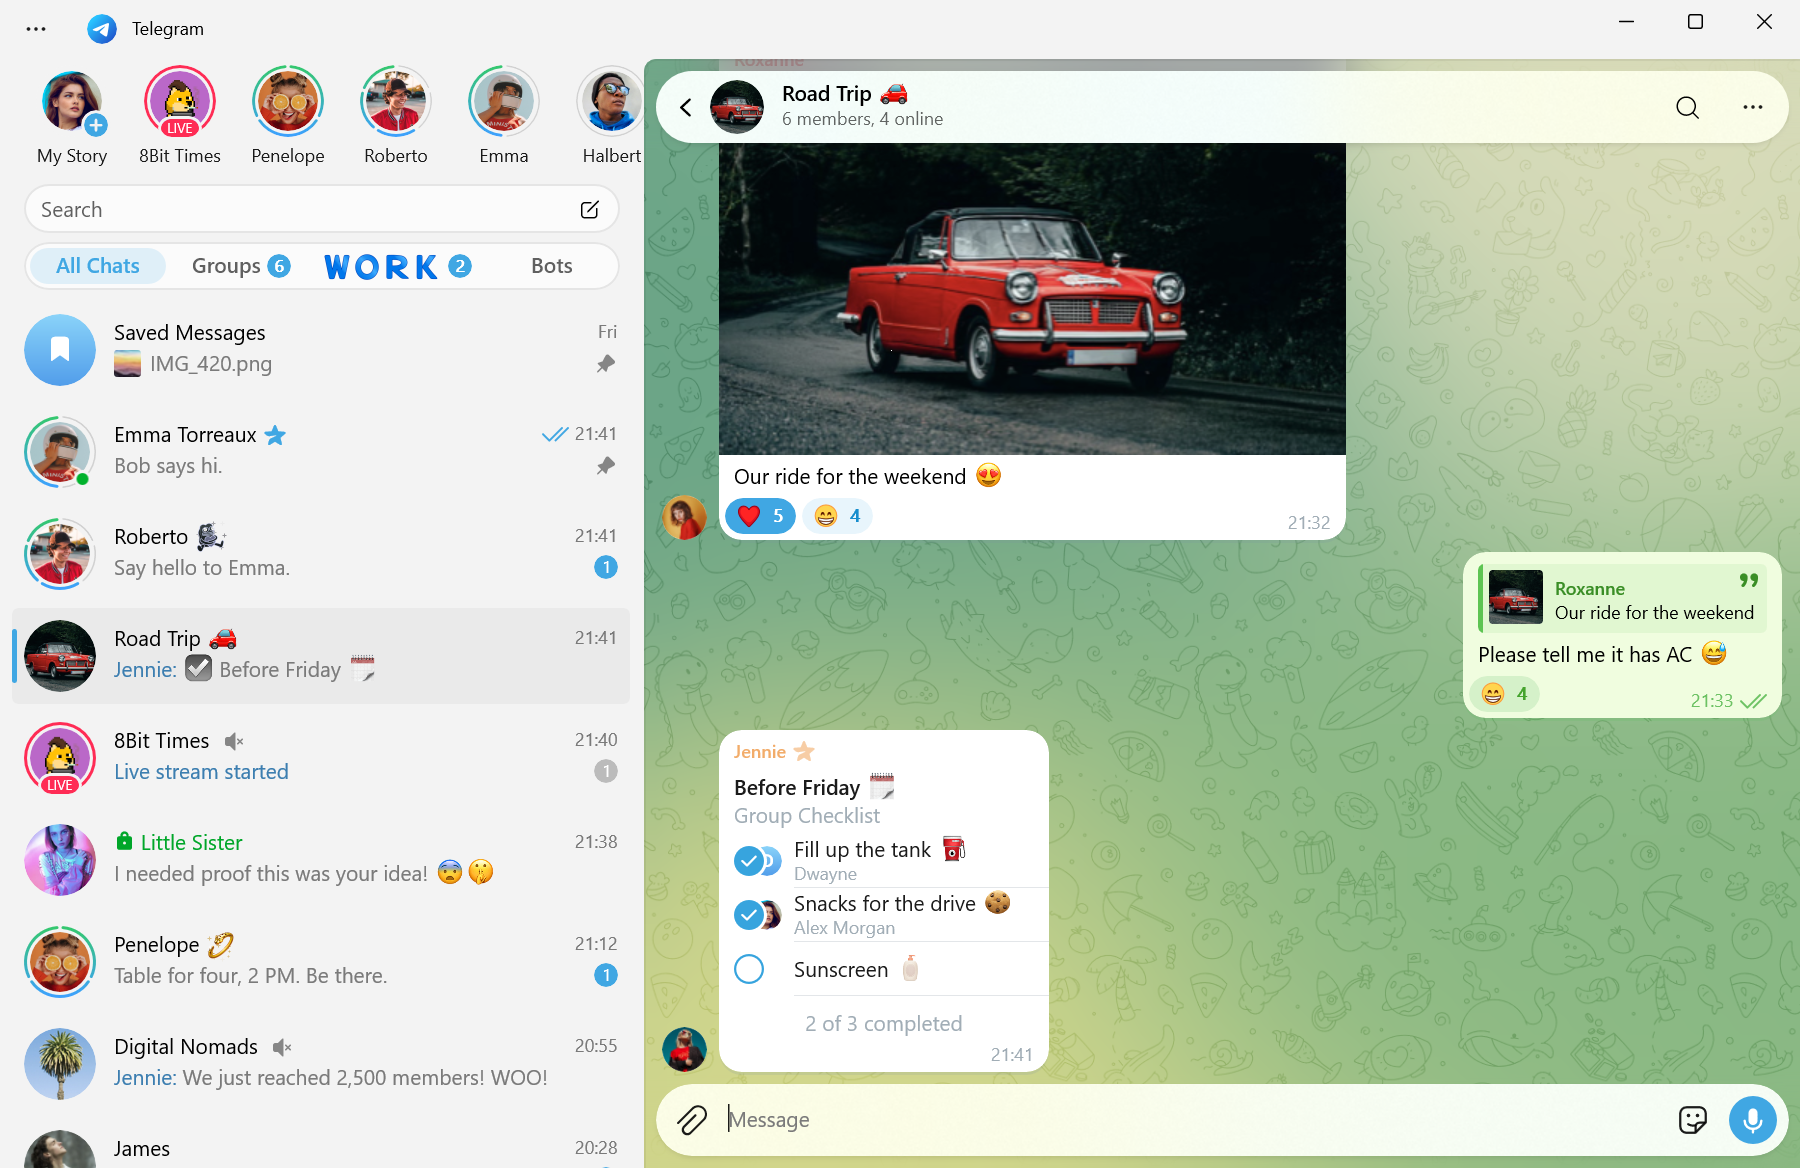 Telegram
My Story
LIVE
8Bit Times
Penelope
Roberto
Emma
Halbert
Search
All Chats
Groups 6
WORK 2
Bots
Saved Messages Fri
IMG_420.png
Emma Torreaux 21:41
Bob says hi.
Roberto 21:41
Say hello to Emma. 1
Road Trip 🚗 21:41
Jennie: ☑ Before Friday 🗓
8Bit Times 21:40
LIVE
Live stream started 1
Little Sister 21:38
I needed proof this was your idea! 😨🤫
Penelope 21:12
Table for four, 2 PM. Be there. 1
Digital Nomads 20:55
Jennie: We just reached 2,500 members! WOO!
James 20:28
Roxanne
Road Trip 🚗
6 members, 4 online
Our ride for the weekend 😍
❤ 5 😁 4 21:32
Roxanne
Our ride for the weekend
Please tell me it has AC 😅
😁 4 21:33
Jennie
Before Friday 🗓
Group Checklist
Fill up the tank ⛽
Dwayne
Snacks for the drive 🍪
Alex Morgan
Sunscreen 🧴
2 of 3 completed
21:41
Message